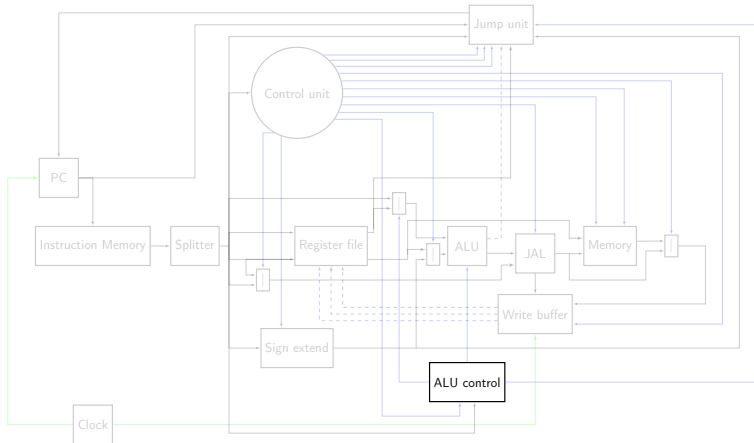 Jump unit
Control unit
PC
Instruction Memory
Splitter
Register file
ALU
JAL
Memory
Write buffer
Sign extend
ALU control
Clock